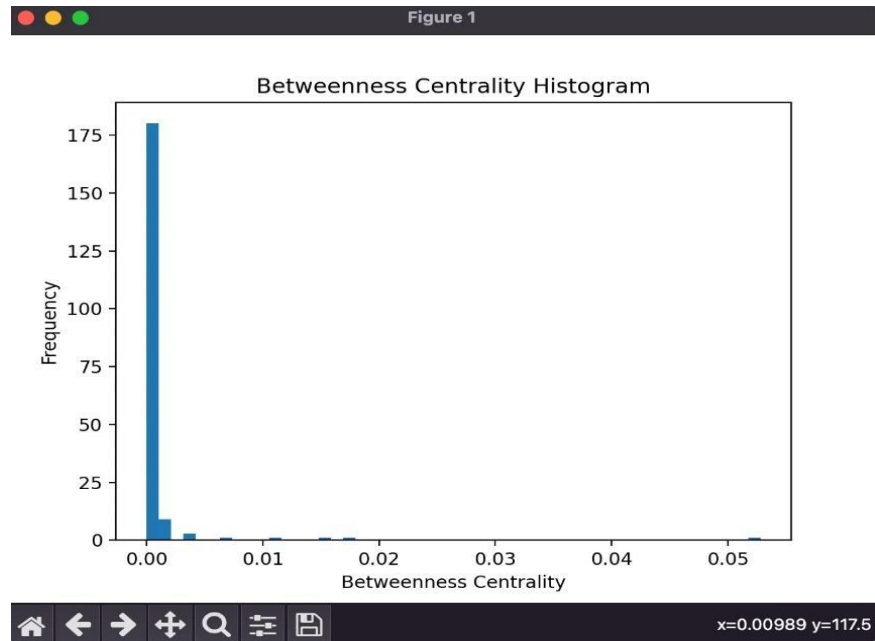 Figure 1
Betweenness Centrality Histogram
175
150
125
100
75
50
25
0
Frequency
0.00 0.01 0.02 0.03 0.04 0.05
Betweenness Centrality
x=0.00989 y=117.5